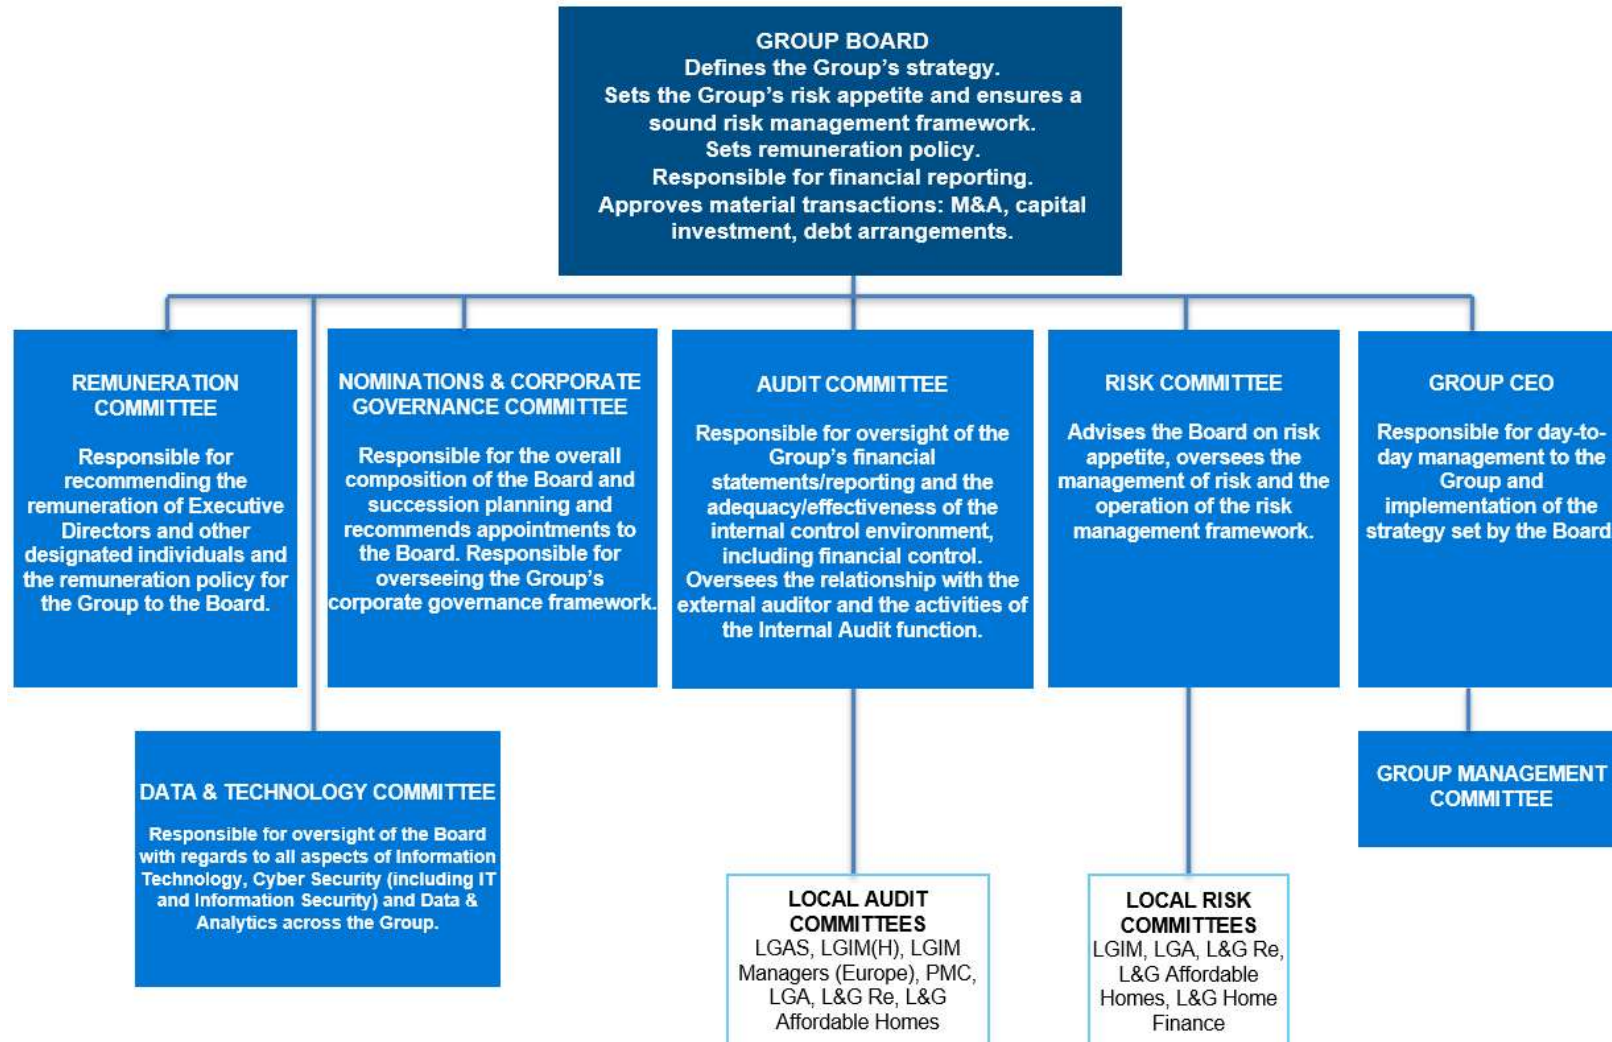 GROUP BOARD
Defines the Group's strategy.
Sets the Group's risk appetite and ensures a
sound risk management framework.
Sets remuneration policy.
Responsible for financial reporting.
Approves material transactions: M&A, capital
investment, debt arrangements.
REMUNERATION
COMMITTEE
Responsible for
recommending the
remuneration of Executive
Directors and other
designated individuals and
the remuneration policy for
the Group to the Board.
NOMINATIONS & CORPORATE
GOVERNANCE COMMITTEE
Responsible for the overall
composition of the Board and
succession planning and
recommends appointments to
the Board. Responsible for
overseeing the Group's
corporate governance framework.
AUDIT COMMITTEE
Responsible for oversight of the
Group's financial
statements/reporting and the
adequacy/effectiveness of the
internal control environment,
including financial control.
Oversees the relationship with the
external auditor and the activities of
the Internal Audit function.
RISK COMMITTEE
Advises the Board on risk
appetite, oversees the
management of risk and the
operation of the risk
management framework.
GROUP CEO
Responsible for day-to-
day management to the
Group and
implementation of the
strategy set by the Board
DATA & TECHNOLOGY COMMITTEE
Responsible for oversight of the Board
with regards to all aspects of Information
Technology, Cyber Security (including IT
and Information Security) and Data &
Analytics across the Group.
GROUP MANAGEMENT
COMMITTEE
LOCAL AUDIT
COMMITTEES
LGAS, LGIM(H), LGIM
Managers (Europe), PMC,
LGA, L&G Re, L&G
Affordable Homes
LOCAL RISK
COMMITTEES
LGIM, LGA, L&G Re,
L&G Affordable
Homes, L&G Home
Finance